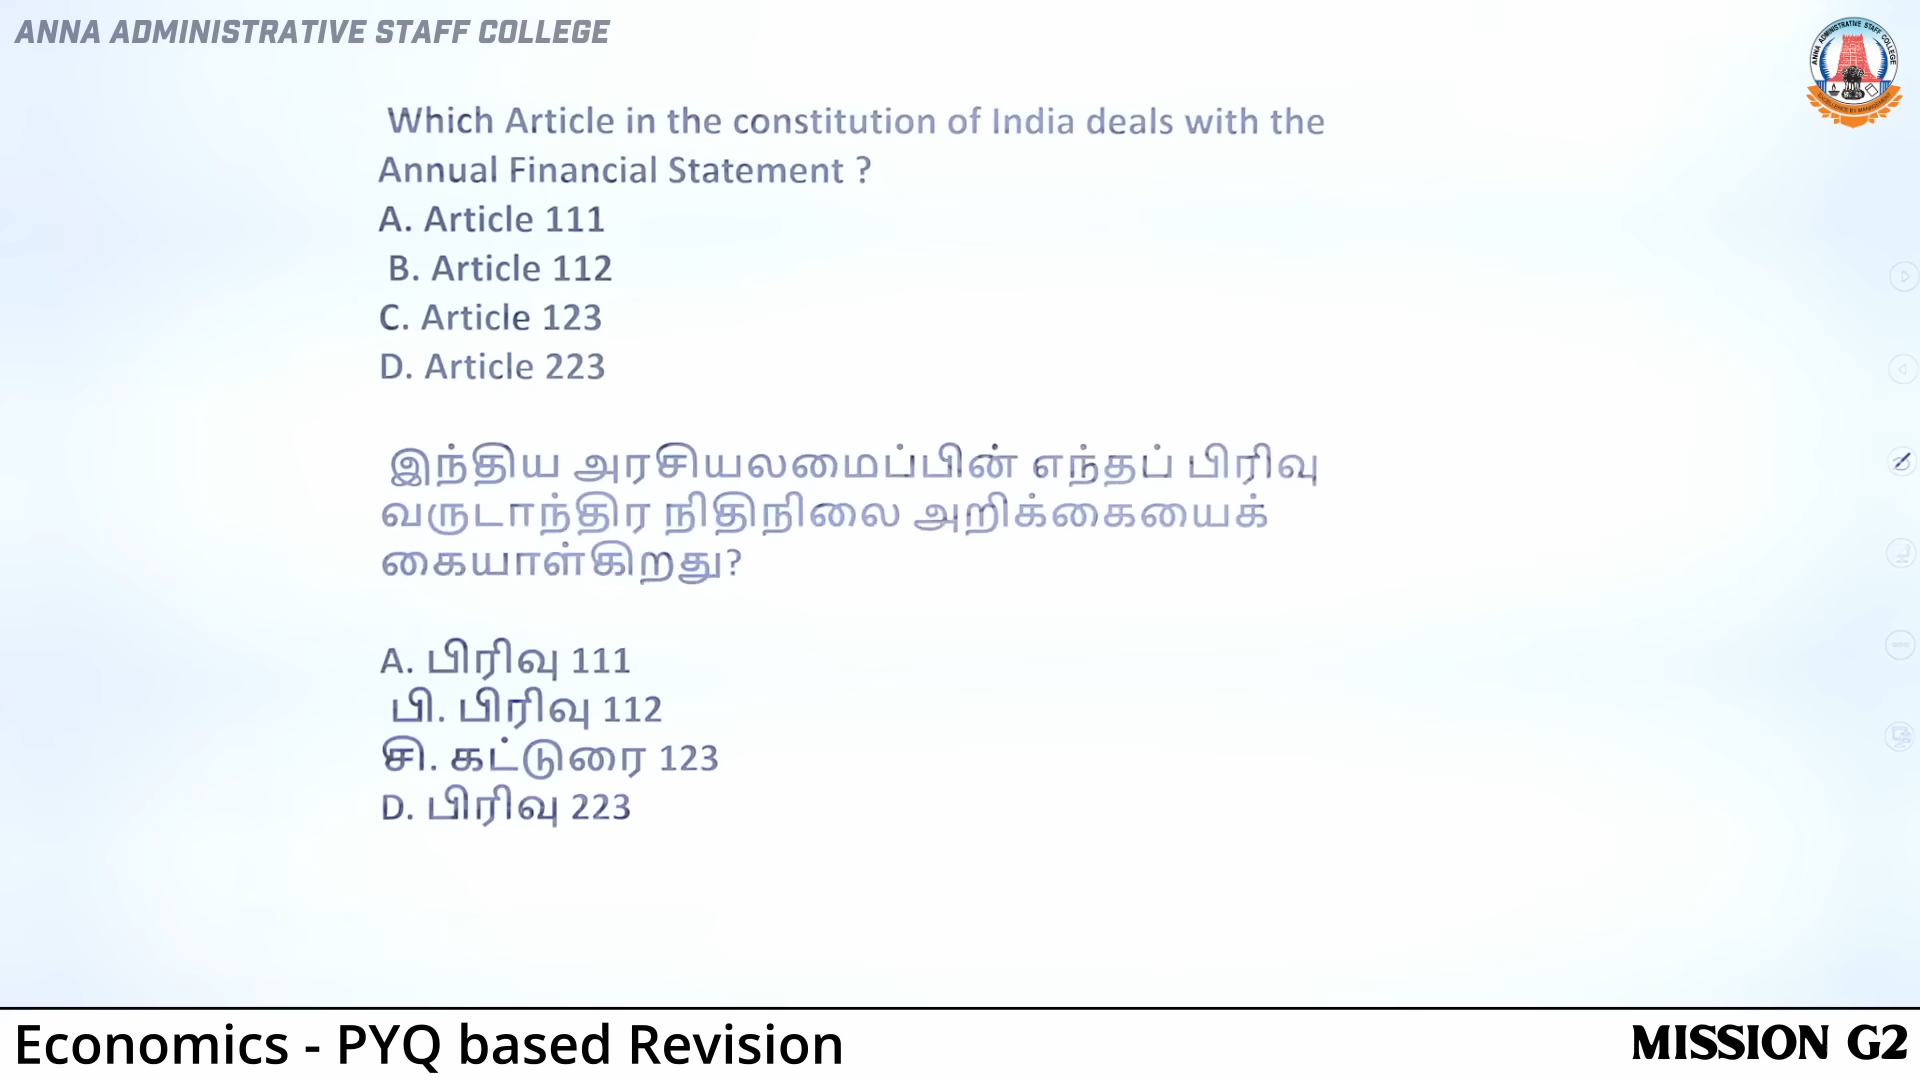 ANNA ADMINISTRATIVE STAFF COLLEGE
Which Article in the constitution of India deals with the
Annual Financial Statement ?
A. Article 111
B. Article 112
C. Article 123
D. Article 223
இந்திய அரசியலமைப்பின் எந்தப் பிரிவு
வருடாந்திர நிதிநிலை அறிக்கையைக்
கையாள்கிறது?
A. பிரிவு 111
பி. பிரிவு 112
சி. கட்டுரை 123
D. பிரிவு 223
Economics - PYQ based Revision
MISSION G2